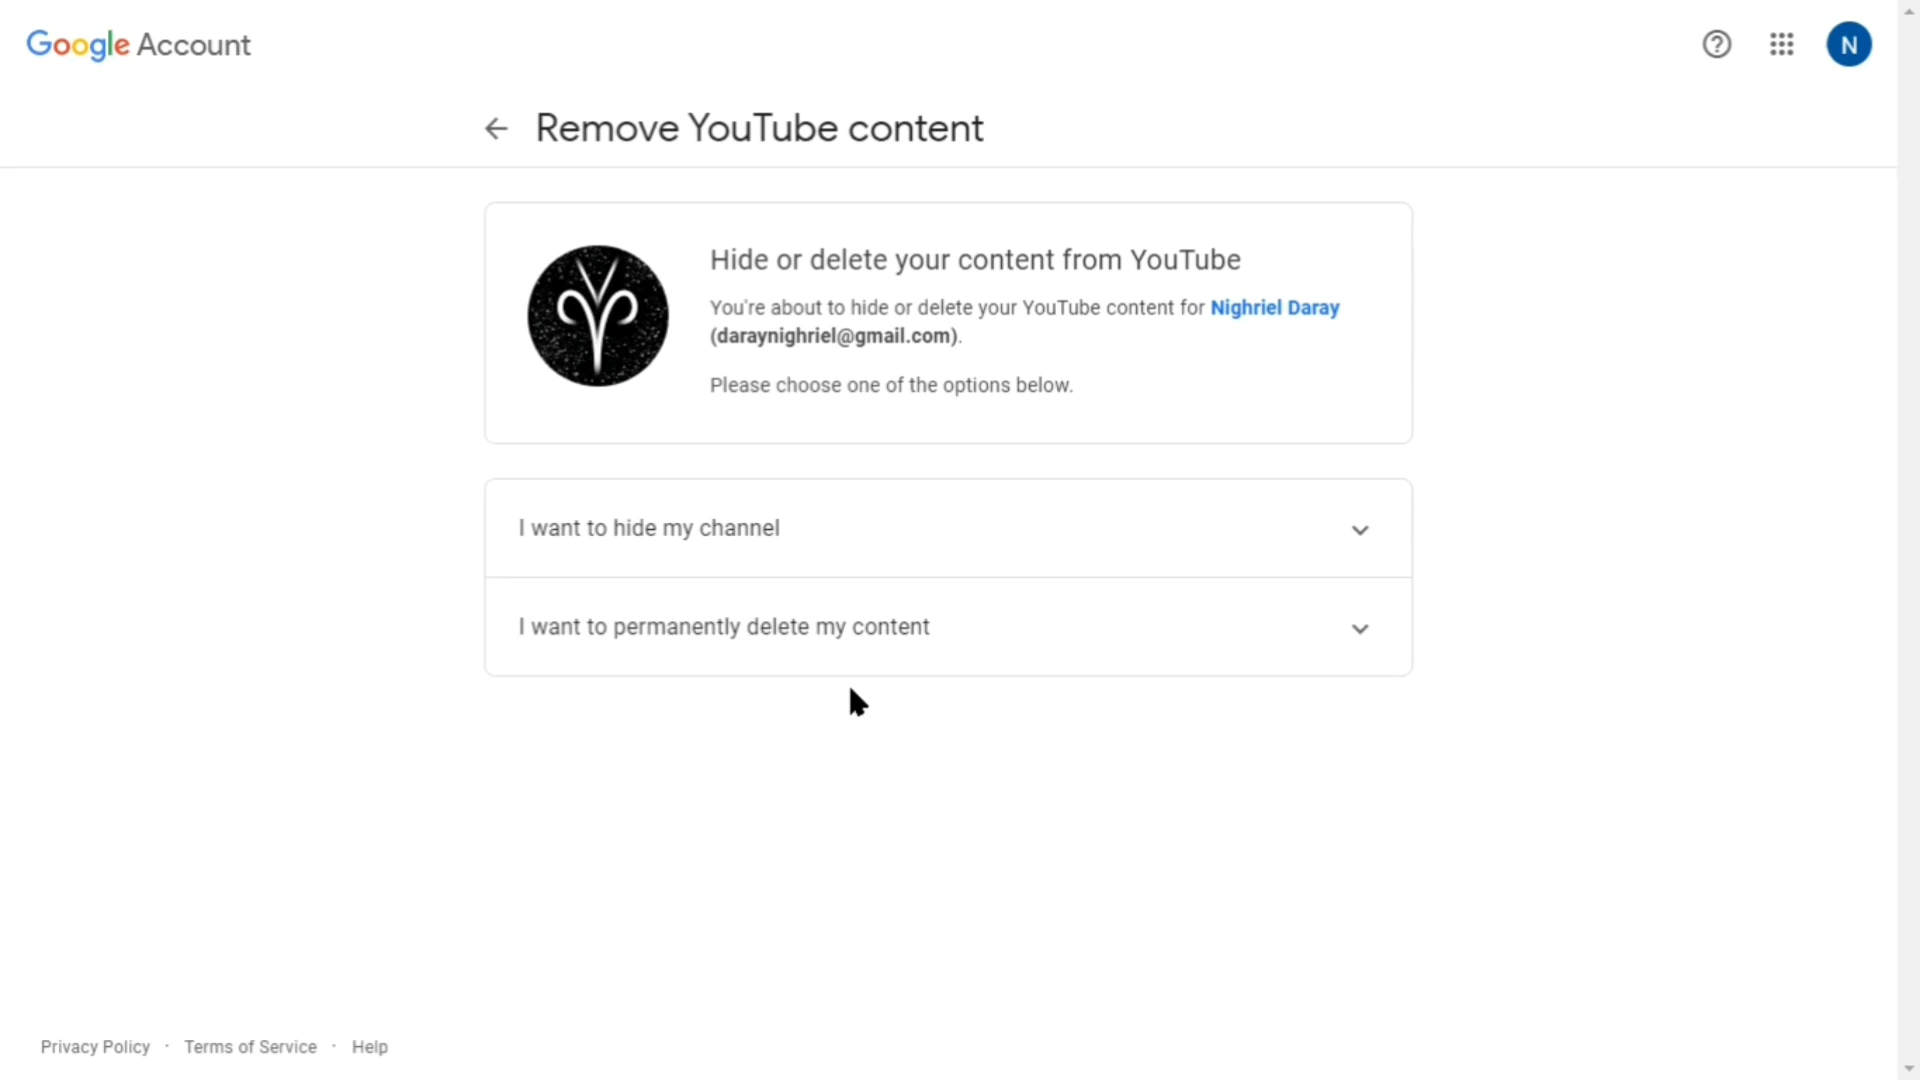 Google Account
N
Remove YouTube content
Hide or delete your content from YouTube
You're about to hide or delete your YouTube content for Nighriel Daray
(daraynighriel@gmail.com).
Please choose one of the options below.
I want to hide my channel
I want to permanently delete my content
Privacy Policy · Terms of Service · Help